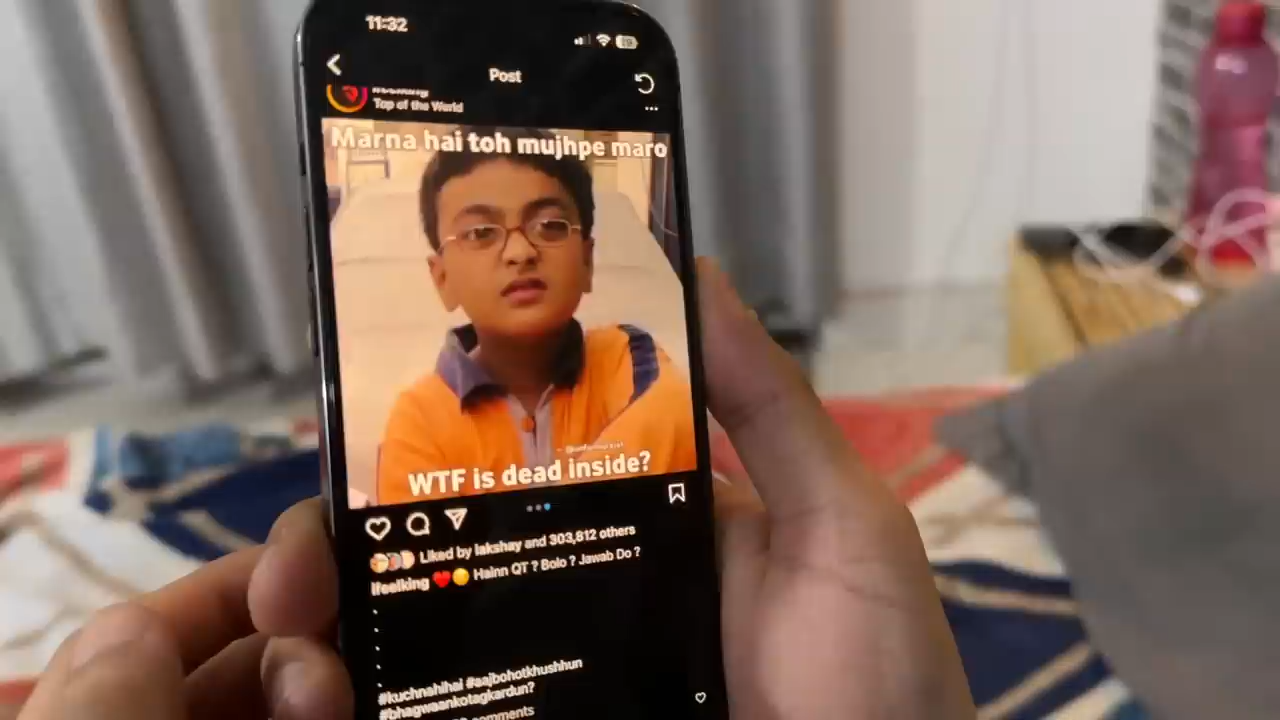 11:32
Post
Top of the World
Marna hai toh mujhpe maro
WTF is dead inside?
Liked by lakshay and 303,812 others
lfeelking ❤️😏 Hainn QT ? Bolo ? Jawab Do ?
.
.
.
.
.
#kuchnahihai #aajbohotkhushhun
#bhagwaankotagkardun?
comments